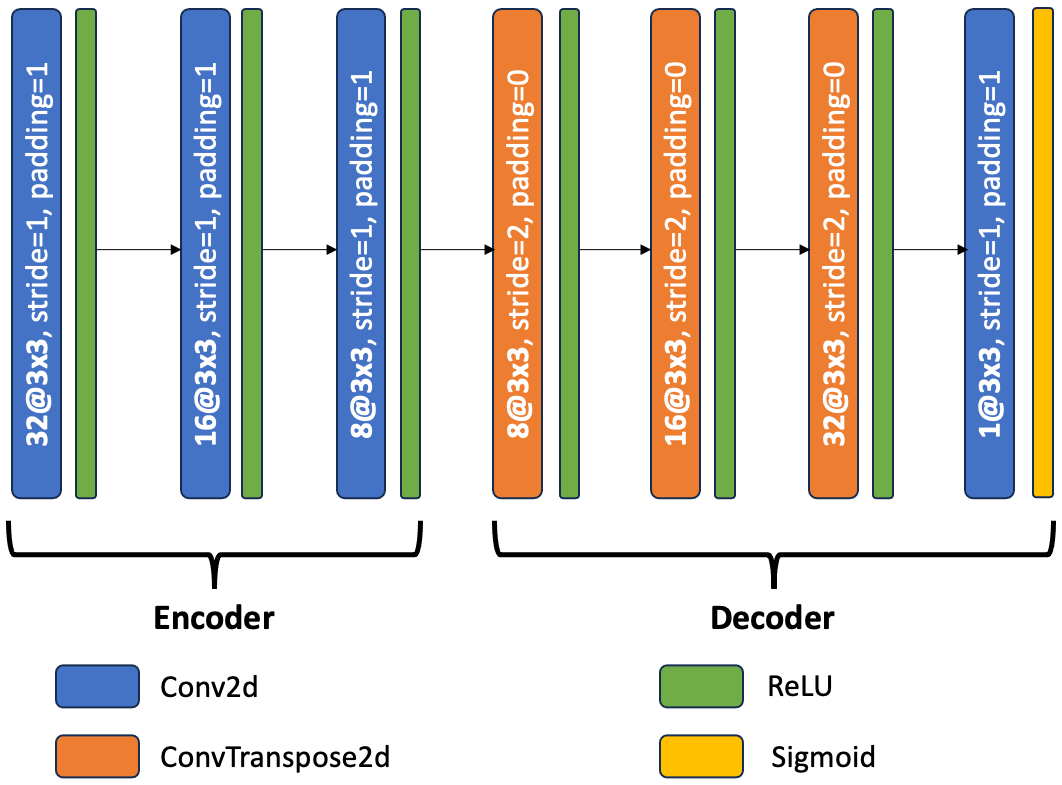 32@3x3, stride=1, padding=1
16@3x3, stride=1, padding=1
8@3x3, stride=1, padding=1
8@3x3, stride=2, padding=0
16@3x3, stride=2, padding=0
32@3x3, stride=2, padding=0
1@3x3, stride=1, padding=1
Encoder
Decoder
Conv2d
ReLU
ConvTranspose2d
Sigmoid